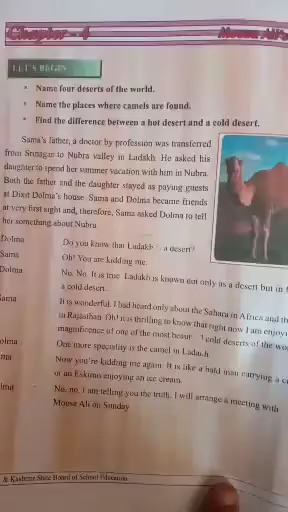 Chapter - 4
LET'S BEGIN
* Name four deserts of the world.
* Name the places where camels are found.
* Find the difference between a hot desert and a cold desert.
Sama's father, a doctor by profession was transferred
from Srinagar to Nubra valley in Ladakh. He asked his
daughter to spend her summer vacation with him in Nubra.
Both the father and the daughter stayed as paying guests
at Dixit Dolma's house. Sama and Dolma became friends
at very first sight and, therefore, Sama asked Dolma to tell
her something about Nubra.
Dolma Do you know that Ladakh is a desert?
Sama Oh! You are kidding me.
Dolma No. No. It is true. Ladakh is known not only as a desert but in
a cold desert.
Sama It is wonderful. I had heard only about the Sahara in Africa and
in Rajasthan. Oh! it is thrilling to know that right now I am
magnificence of one of the most cold deserts of the
olma One more speciality is the camel in Ladakh.
ma Now you're kidding me again. It is like a bald man carrying a
or an Eskimo enjoying an ice cream.
lma No, no, I am telling you the truth. I will arrange a meeting with
Moose Ali on Sunday
& Kashmir State Board of School Education